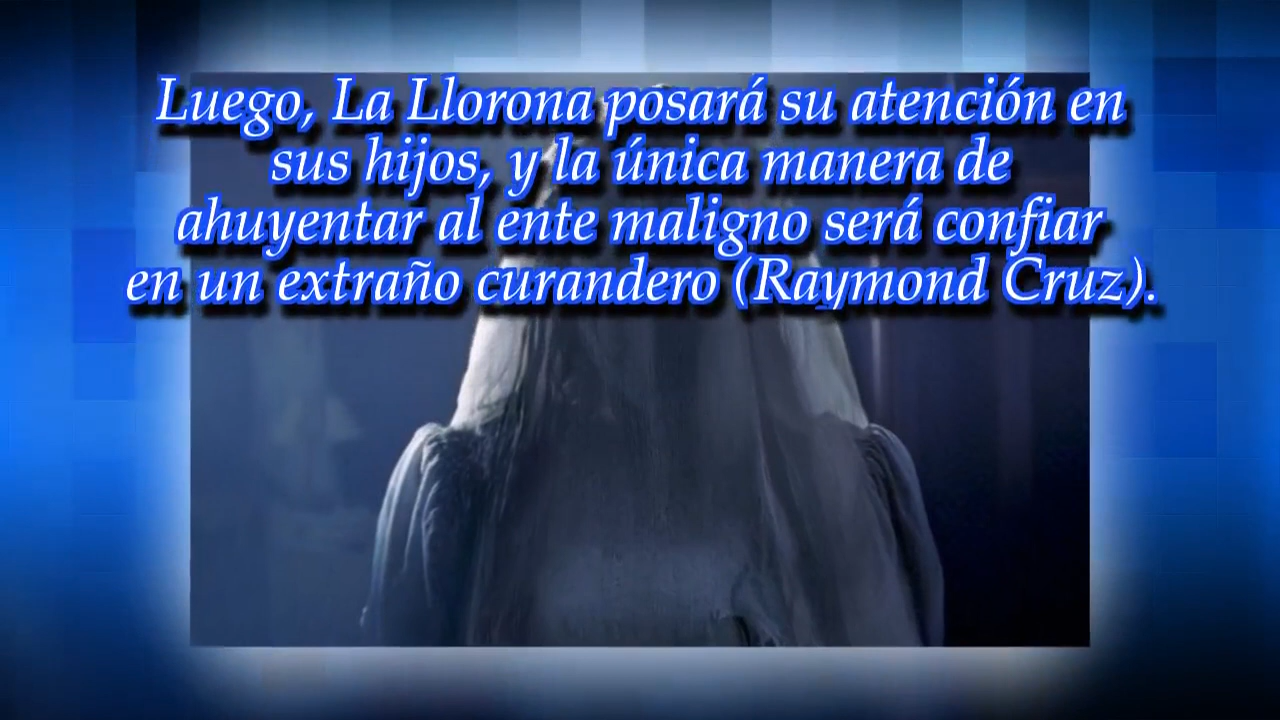 Luego, La Llorona posará su atención en
sus hijos, y la única manera de
ahuyentar al ente maligno será confiar
en un extraño curandero (Raymond Cruz).